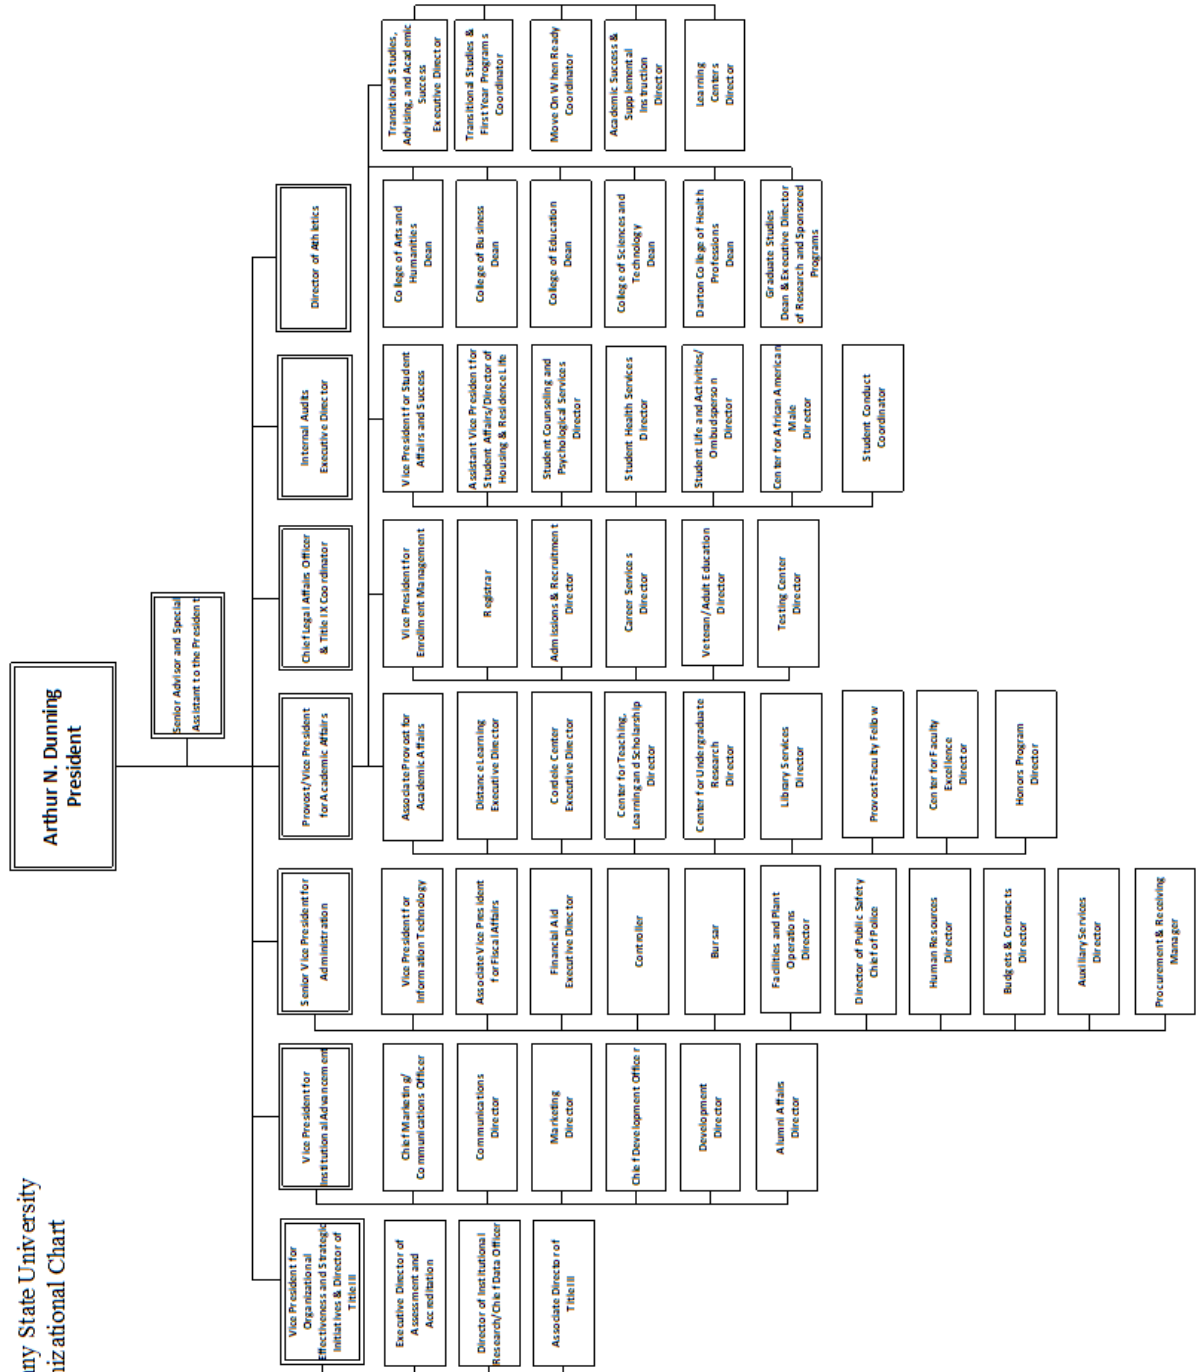 ny State University
nizational Chart
Arthur N. Dunning
President
Senior Advisor and Special
Assistant to the President
Vice President for
Organizational
Effectiveness and Strategic
Initiatives & Director of
Title III
Vice President for
Institutional Advancement
Senior Vice President for
Administration
Provost/Vice President
for Academic Affairs
Chief Legal Affairs Officer
& Title IX Coordinator
Internal Audits
Executive Director
Director of Athletics
Executive Director of
Assessment and
Accreditation
Director of Institutional
Research/Chief Data Officer
Associate Director of
Title III
Chief Marketing/
Communications Officer
Communications
Director
Marketing
Director
Chief Development Officer
Development
Director
Alumni Affairs
Director
Vice President for
Information Technology
Associate Vice President
for Fiscal Affairs
Financial Aid
Executive Director
Controller
Bursar
Facilities and Plant
Operations
Director
Director of Public Safety
Chief of Police
Human Resources
Director
Budgets & Contracts
Director
Auxiliary Services
Director
Procurement & Receiving
Manager
Associate Provost for
Academic Affairs
Distance Learning
Executive Director
Cordele Center
Executive Director
Center for Teaching,
Learning and Scholarship
Director
Center for Undergraduate
Research
Director
Library Services
Director
Provost Faculty Fellow
Center for Faculty
Excellence
Director
Honors Program
Director
Vice President for
Enrollment Management
Registrar
Admissions & Recruitment
Director
Career Services
Director
Veteran/Adult Education
Director
Testing Center
Director
Vice President for Student
Affairs and Success
Assistant Vice President for
Student Affairs/Director of
Housing & Residence Life
Student Counseling and
Psychological Services
Director
Student Health Services
Director
Student Life and Activities/
Ombudsperson
Director
Center for African American
Male
Director
Student Conduct
Coordinator
College of Arts and
Humanities
Dean
College of Business
Dean
College of Education
Dean
College of Sciences and
Technology
Dean
Darton College of Health
Professions
Dean
Graduate Studies
Dean & Executive Director
of Research and Sponsored
Programs
Transitional Studies,
Advising, and Academic
Success
Executive Director
Transitional Studies &
First Year Programs
Coordinator
Move On When Ready
Coordinator
Academic Success &
Supplemental
Instruction
Director
Learning
Centers
Director